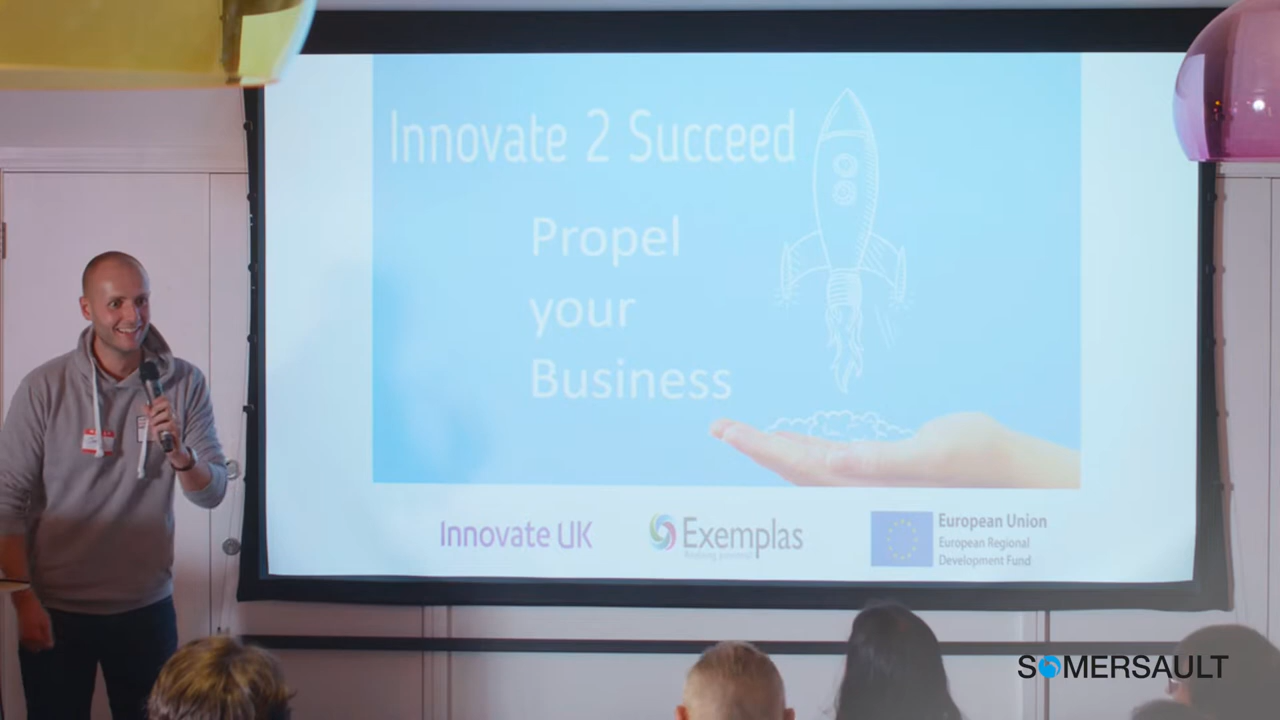 Innovate 2 Succeed
Propel
your
Business
Innovate UK
Exemplas
European Union
European Regional
Development Fund
SOMERSAULT